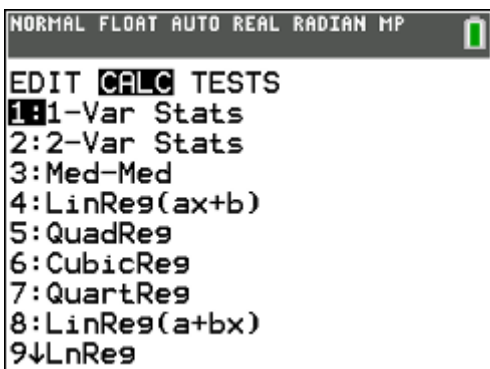 NORMAL FLOAT AUTO REAL RADIAN MP
EDIT CALC TESTS
1:1-Var Stats
2:2-Var Stats
3:Med-Med
4:LinReg(ax+b)
5:QuadReg
6:CubicReg
7:QuartReg
8:LinReg(a+bx)
9↓LnReg